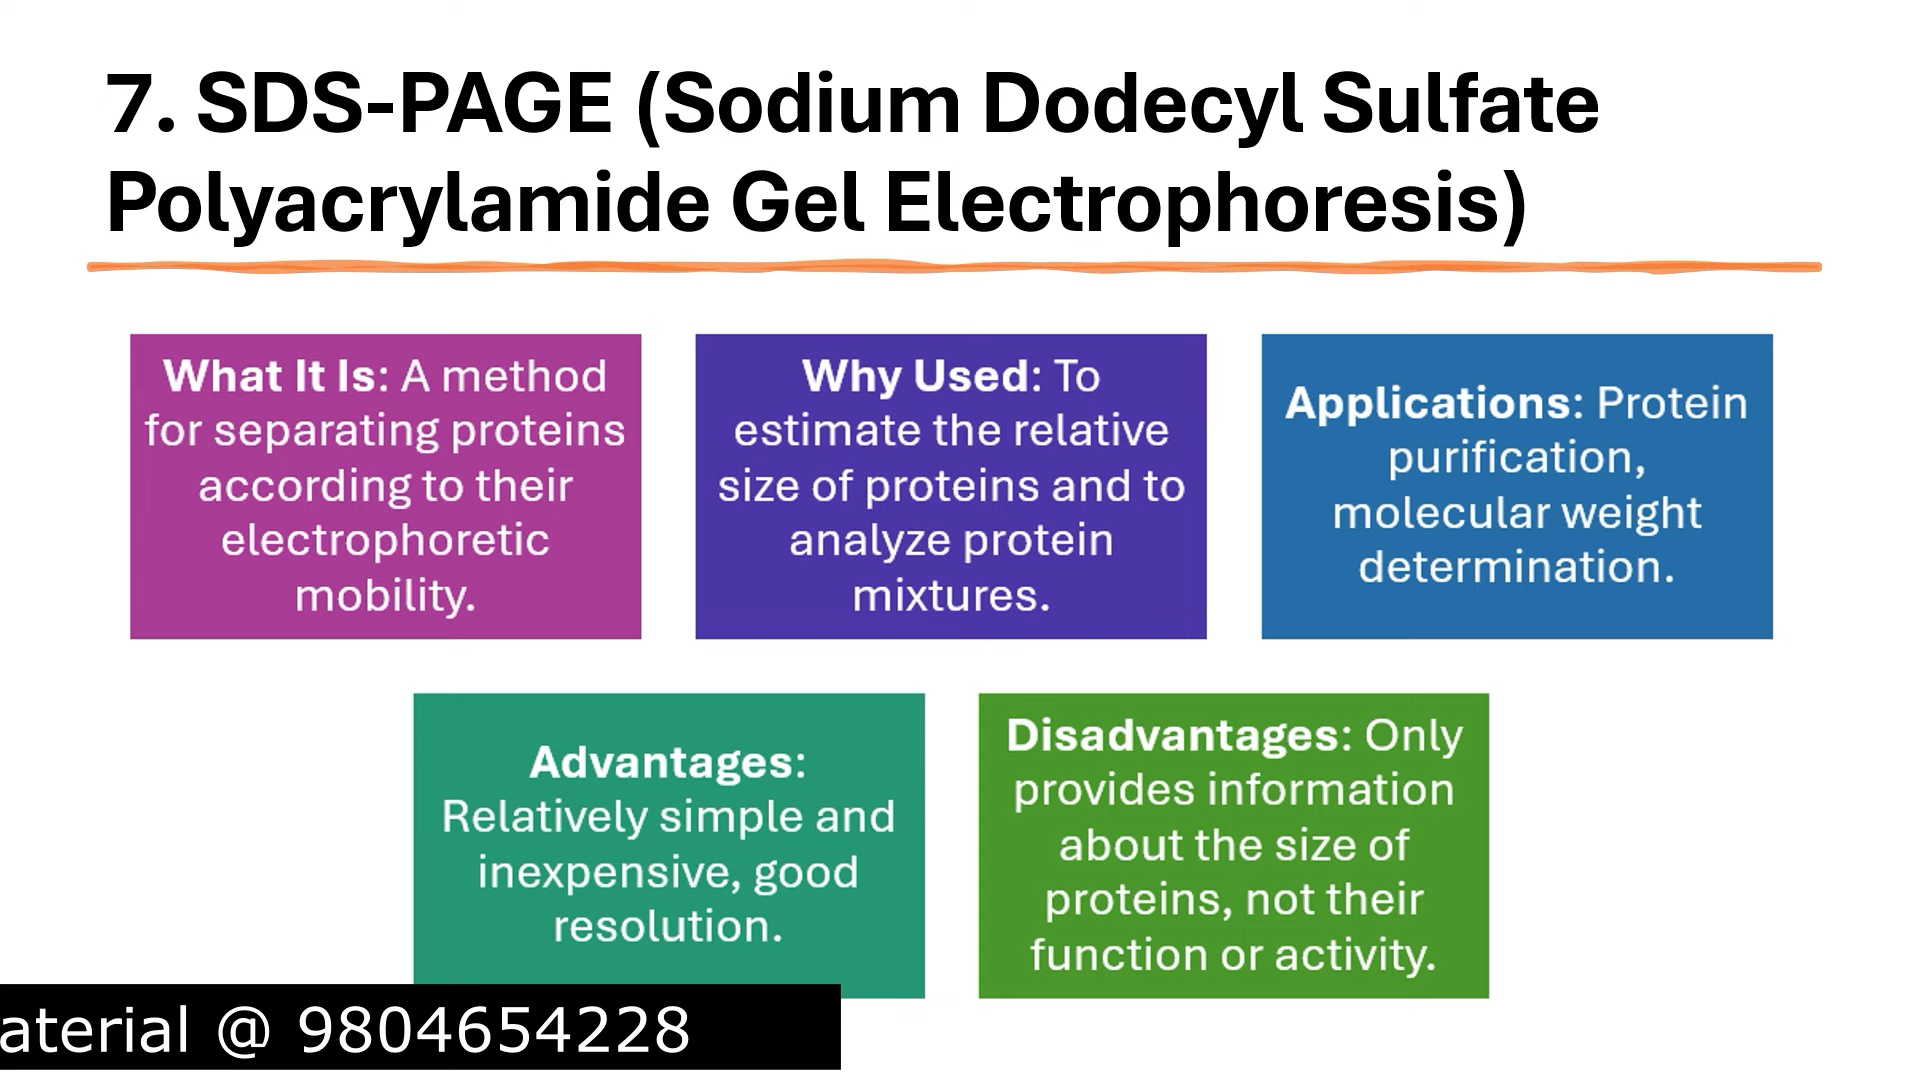 7. SDS-PAGE (Sodium Dodecyl Sulfate
Polyacrylamide Gel Electrophoresis)
What It Is: A method
for separating proteins
according to their
electrophoretic
mobility.
Why Used: To
estimate the relative
size of proteins and to
analyze protein
mixtures.
Applications: Protein
purification,
molecular weight
determination.
Advantages:
Relatively simple and
inexpensive, good
resolution.
Disadvantages: Only
provides information
about the size of
proteins, not their
function or activity.
aterial @ 9804654228